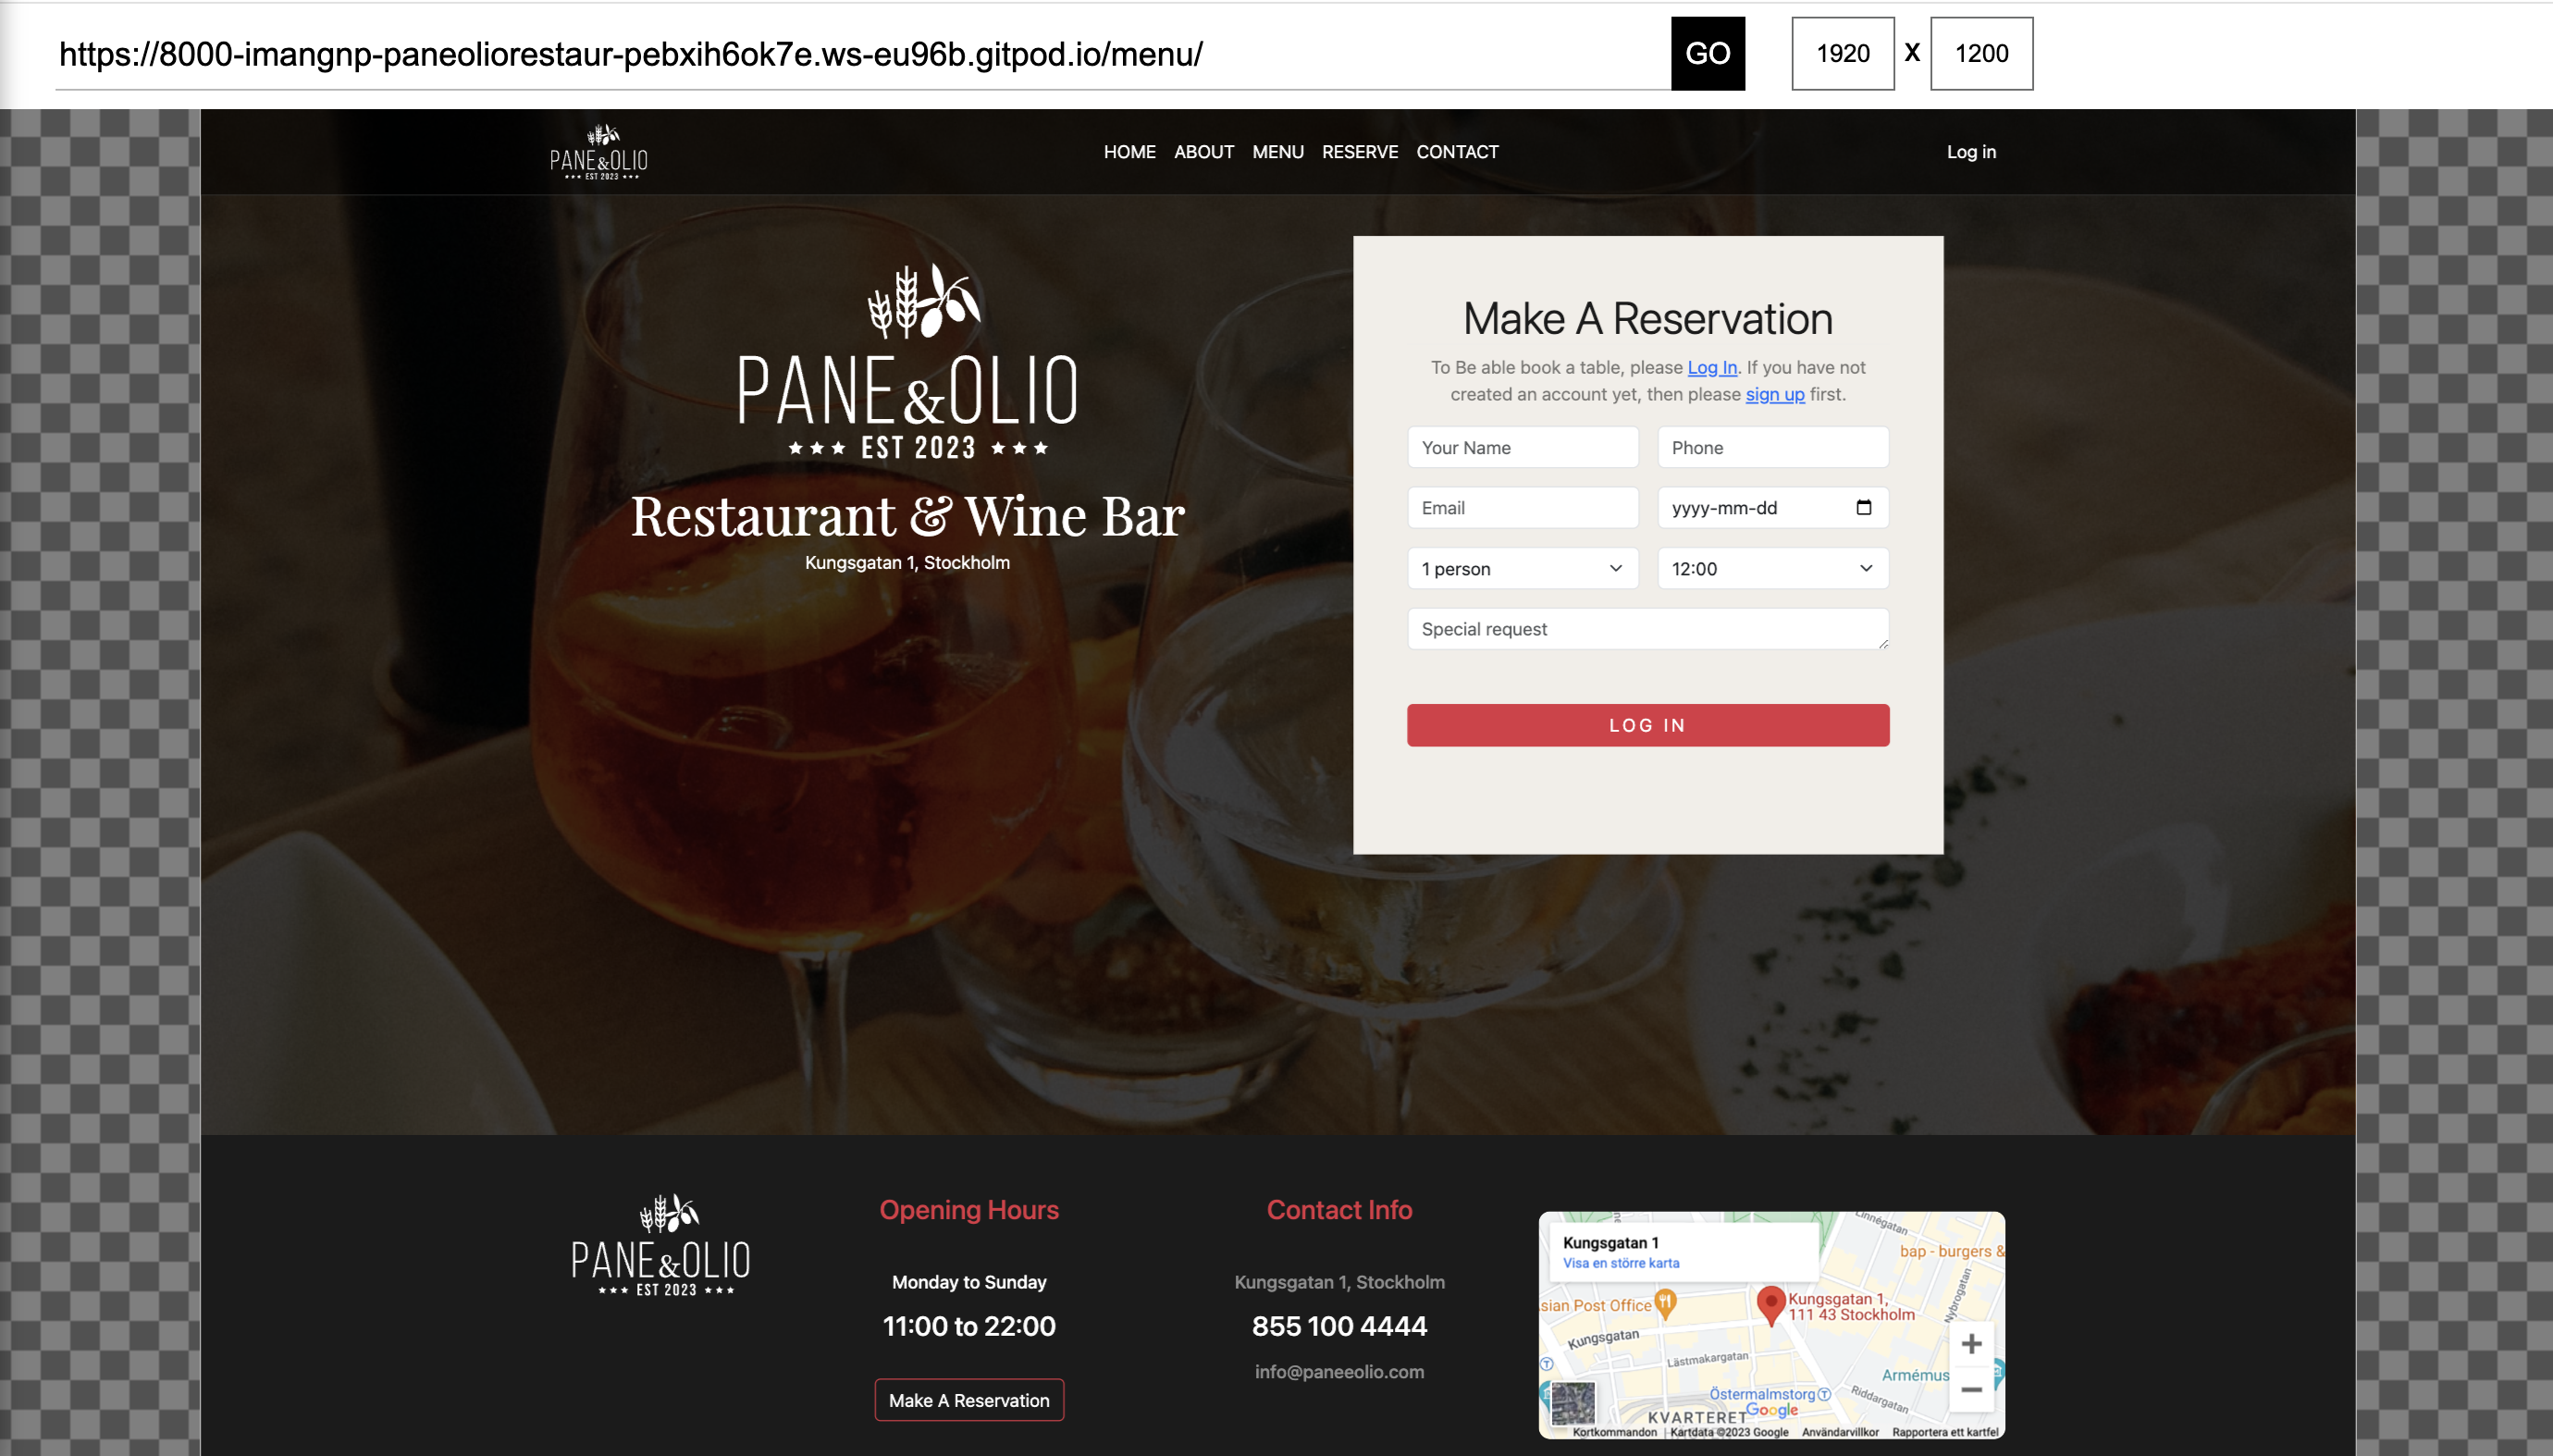 https://8000-imangnp-paneoliorestaur-pebxih6ok7e.ws-eu96b.gitpod.io/menu/
GO
1920 X 1200
PANE&OLIO
EST 2023
HOME ABOUT MENU RESERVE CONTACT
Log in
PANE&OLIO
EST 2023
Restaurant & Wine Bar
Kungsgatan 1, Stockholm
Make A Reservation
To Be able book a table, please Log In. If you have not
created an account yet, then please sign up first.
Your Name
Phone
Email
yyyy-mm-dd
1 person
12:00
Special request
LOG IN
PANE&OLIO
EST 2023
Opening Hours
Monday to Sunday
11:00 to 22:00
Make A Reservation
Contact Info
Kungsgatan 1, Stockholm
855 100 4444
info@paneeolio.com
Kungsgatan 1
Visa en större karta
Linnégatan
bap - burgers &
Nybrogatan
sian Post Office
Kungsgatan 1,
111 43 Stockholm
Kungsgatan
Lästmakargatan
Armémus
Östermalmstorg
Riddargatan
KVARTERET
Google
Kortkommandon
Kartdata ©2023 Google
Användarvillkor
Rapportera ett kartfel